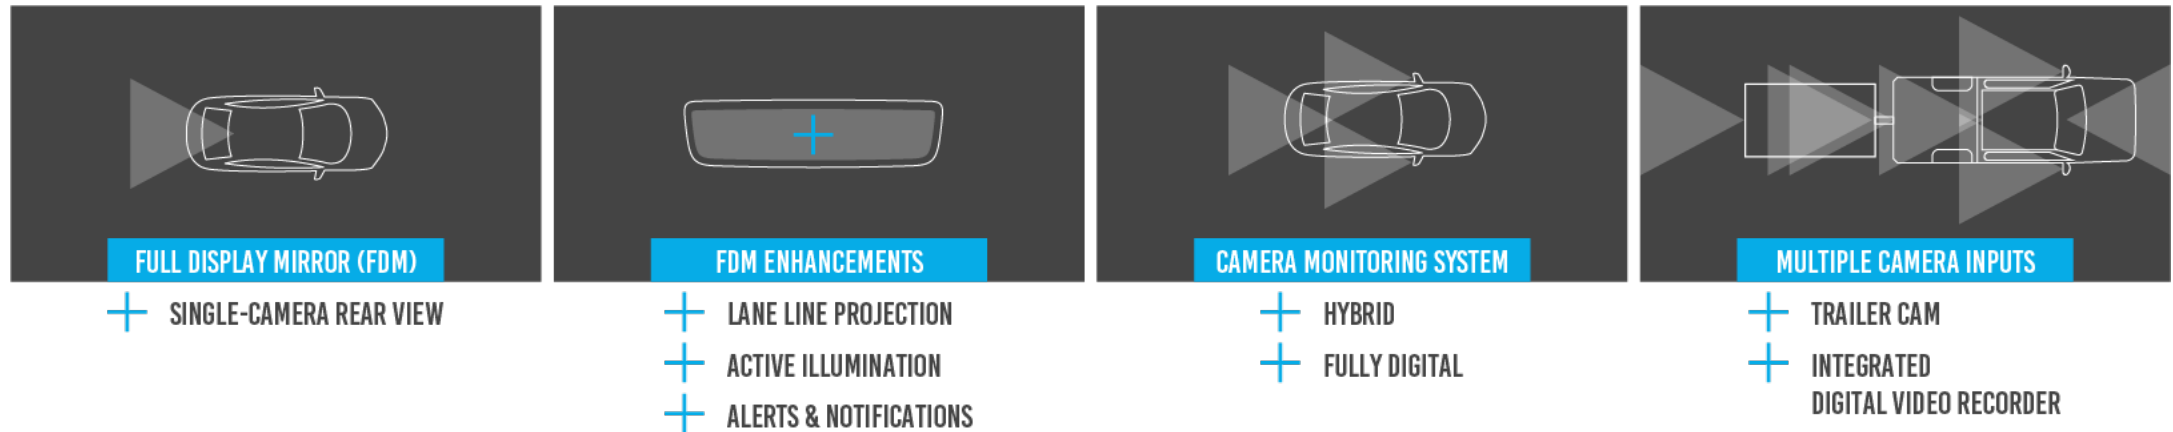 FULL DISPLAY MIRROR (FDM)
SINGLE-CAMERA REAR VIEW
FDM ENHANCEMENTS
LANE LINE PROJECTION
ACTIVE ILLUMINATION
ALERTS & NOTIFICATIONS
CAMERA MONITORING SYSTEM
HYBRID
FULLY DIGITAL
MULTIPLE CAMERA INPUTS
TRAILER CAM
INTEGRATED
DIGITAL VIDEO RECORDER